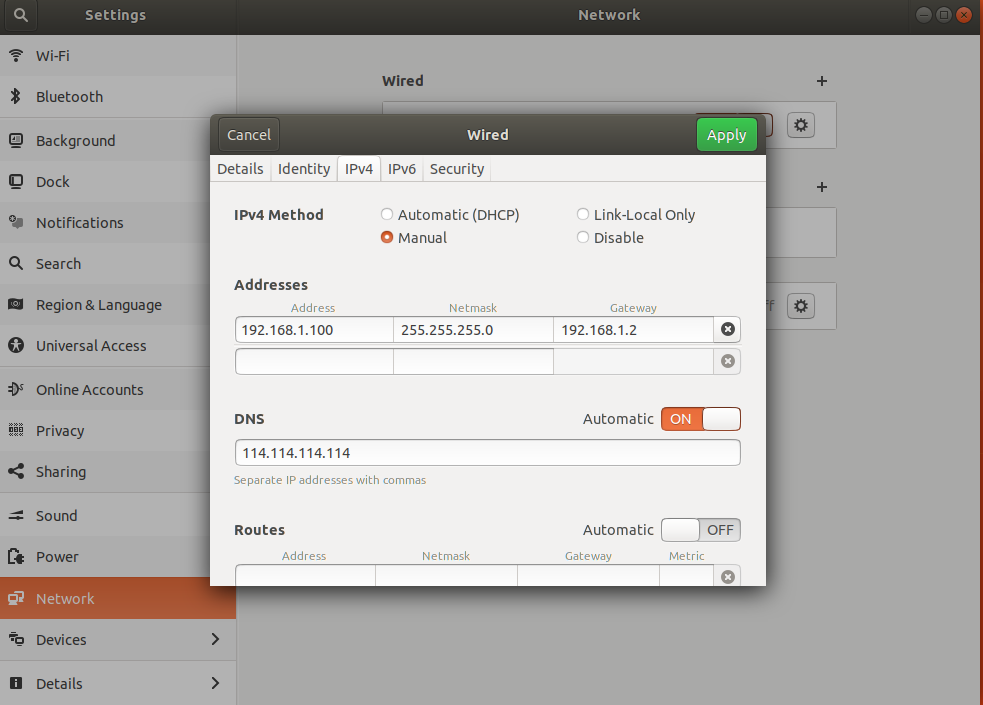 Settings
Network
Wi-Fi
Bluetooth
Background
Dock
Notifications
Search
Region & Language
Universal Access
Online Accounts
Privacy
Sharing
Sound
Power
Network
Devices
Details
Wired
Cancel
Wired
Apply
Details Identity IPv4 IPv6 Security
IPv4 Method
Automatic (DHCP)
Link-Local Only
Manual
Disable
Addresses
Address Netmask Gateway
192.168.1.100 255.255.255.0 192.168.1.2
DNS
Automatic ON
114.114.114.114
Separate IP addresses with commas
Routes
Automatic OFF
Address Netmask Gateway Metric